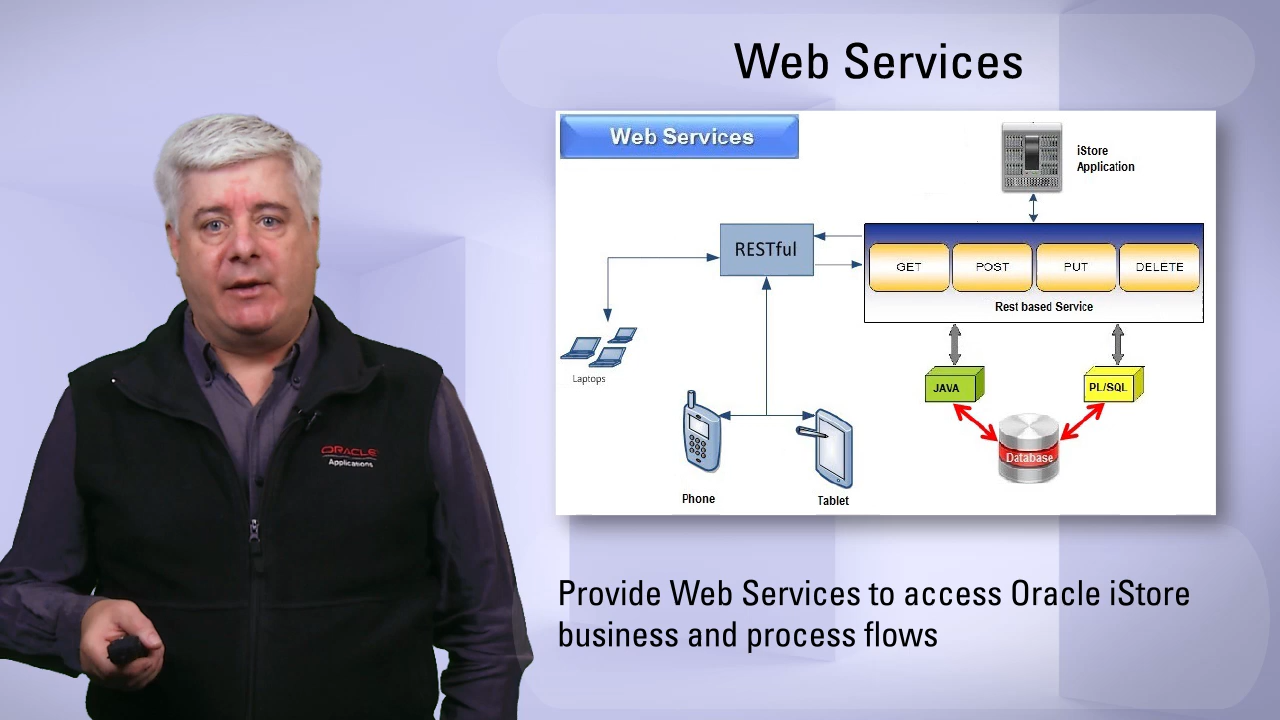 Web Services
Web Services
iStore
Application
RESTful
GET
POST
PUT
DELETE
Rest based Service
Laptops
JAVA
PL/SQL
Database
Phone
Tablet
ORACLE
Applications
Provide Web Services to access Oracle iStore
business and process flows